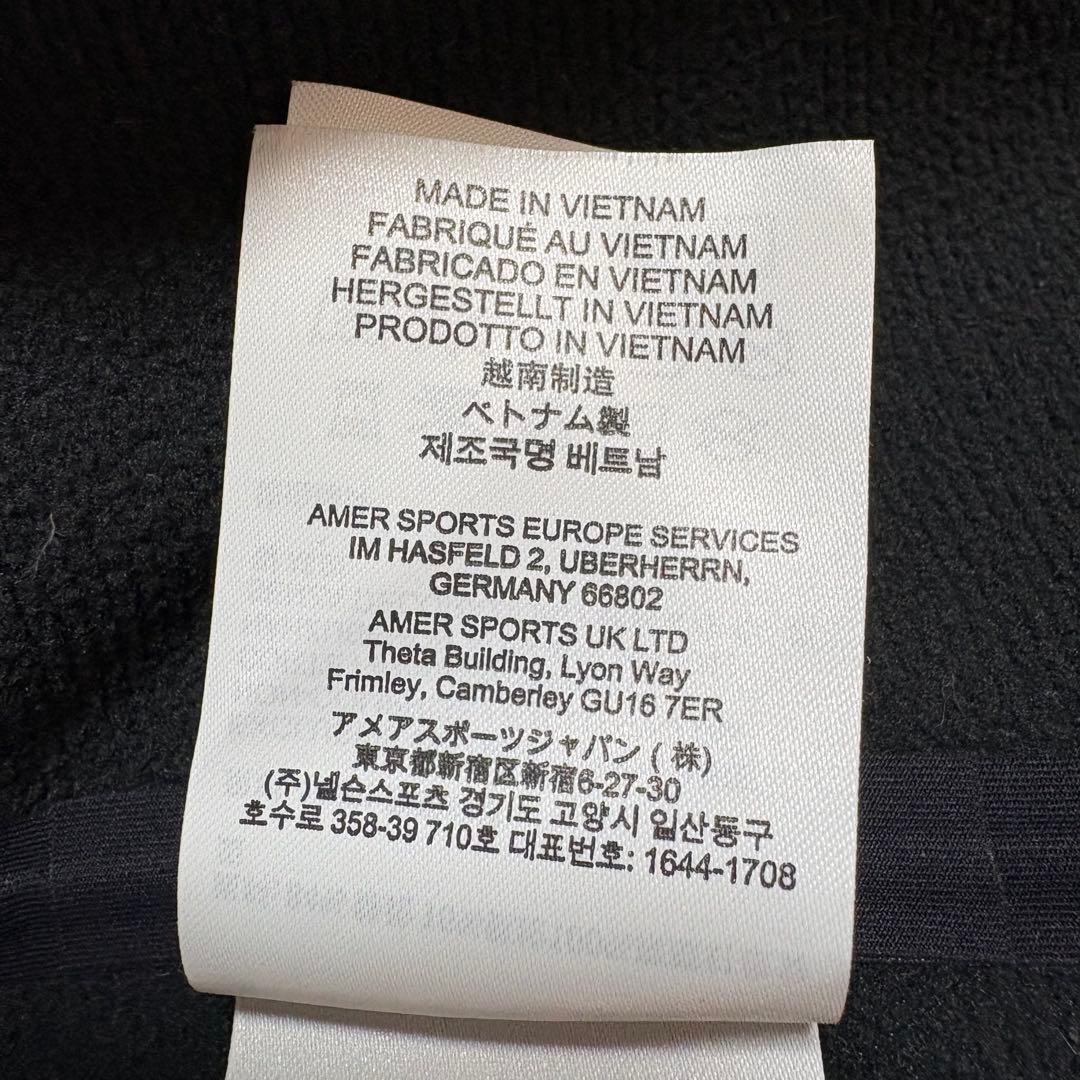 MADE IN VIETNAM
FABRIQUÉ AU VIETNAM
FABRICADO EN VIETNAM
HERGESTELLT IN VIETNAM
PRODOTTO IN VIETNAM
越南制造
ベトナム製
제조국명 베트남
AMER SPORTS EUROPE SERVICES
IM HASFELD 2, UBERHERRN,
GERMANY 66802
AMER SPORTS UK LTD
Theta Building, Lyon Way
Frimley, Camberley GU16 7ER
アメアスポーツジャパン (株)
東京都新宿区新宿6-27-30
(주)넬슨스포츠 경기도 고양시 일산동구
호수로 358-39 710호 대표번호: 1644-1708